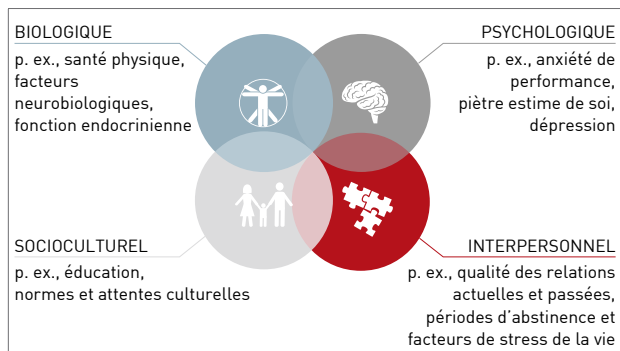 BIOLOGIQUE
p. ex., santé physique,
facteurs
neurobiologiques,
fonction endocrinienne
PSYCHOLOGIQUE
p. ex., anxiété de
performance,
piètre estime de soi,
dépression
SOCIOCULTUREL
p. ex., éducation,
normes et attentes culturelles
INTERPERSONNEL
p. ex., qualité des relations
actuelles et passées,
périodes d’abstinence et
facteurs de stress de la vie